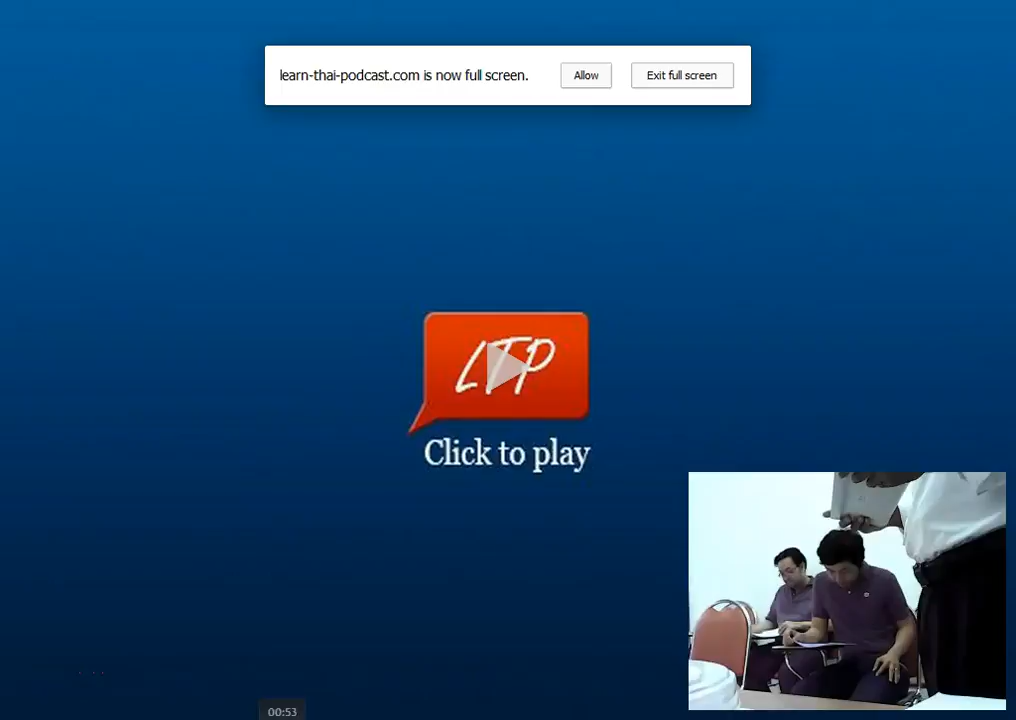 learn-thai-podcast.com is now full screen.
Allow
Exit full screen
LTP
Click to play
00:53